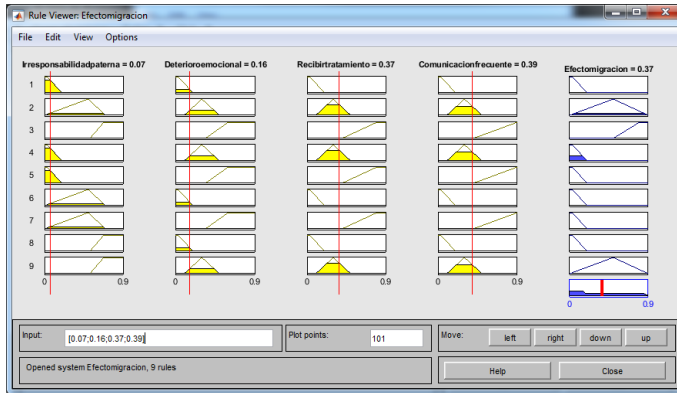 Rule Viewer: Efectomigracion
File Edit View Options
Irresponsabilidadpaterna = 0.07 Deterioroemocional = 0.16 Recibirtratamiento = 0.37 Comunicacionfrecuente = 0.39 Efectomigracion = 0.37
1
2
3
4
5
6
7
8
9
0 0.9 0 0.9 0 0.9 0 0.9
0 0.9
Input: [0.07;0.16;0.37;0.39] Plot points: 101 Move: left right down up
Opened system Efectomigracion, 9 rules Help Close